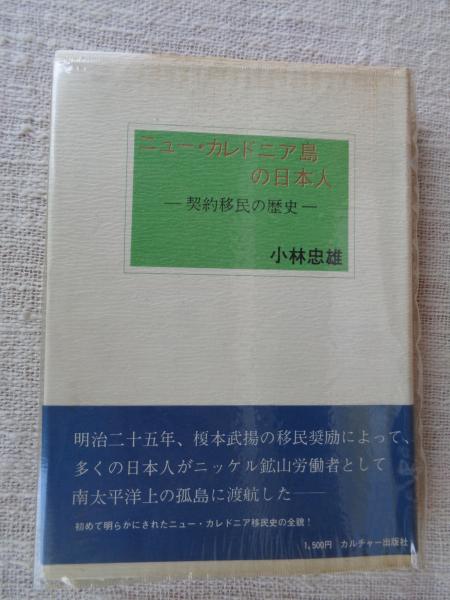 ニュー・カレドニア島
の日本人
―契約移民の歴史―
小林忠雄
明治二十五年、榎本武揚の移民奨励によって、
多くの日本人がニッケル鉱山労働者として
南太平洋上の孤島に渡航した――
初めて明らかにされたニュー・カレドニア移民史の全貌!
1,500円 カルチャー出版社